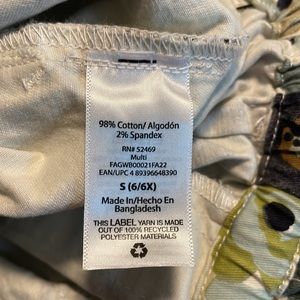 98% Cotton/ Algodón
2% Spandex
RN# 52469
Multi
FAGWB00021FA22
EAN/UPC 4 89396648390
S (6/6X)
Made In/Hecho En
Bangladesh
This LABEL YARN IS MADE
OUT OF 100% RECYCLED
POLYESTER MATERIALS